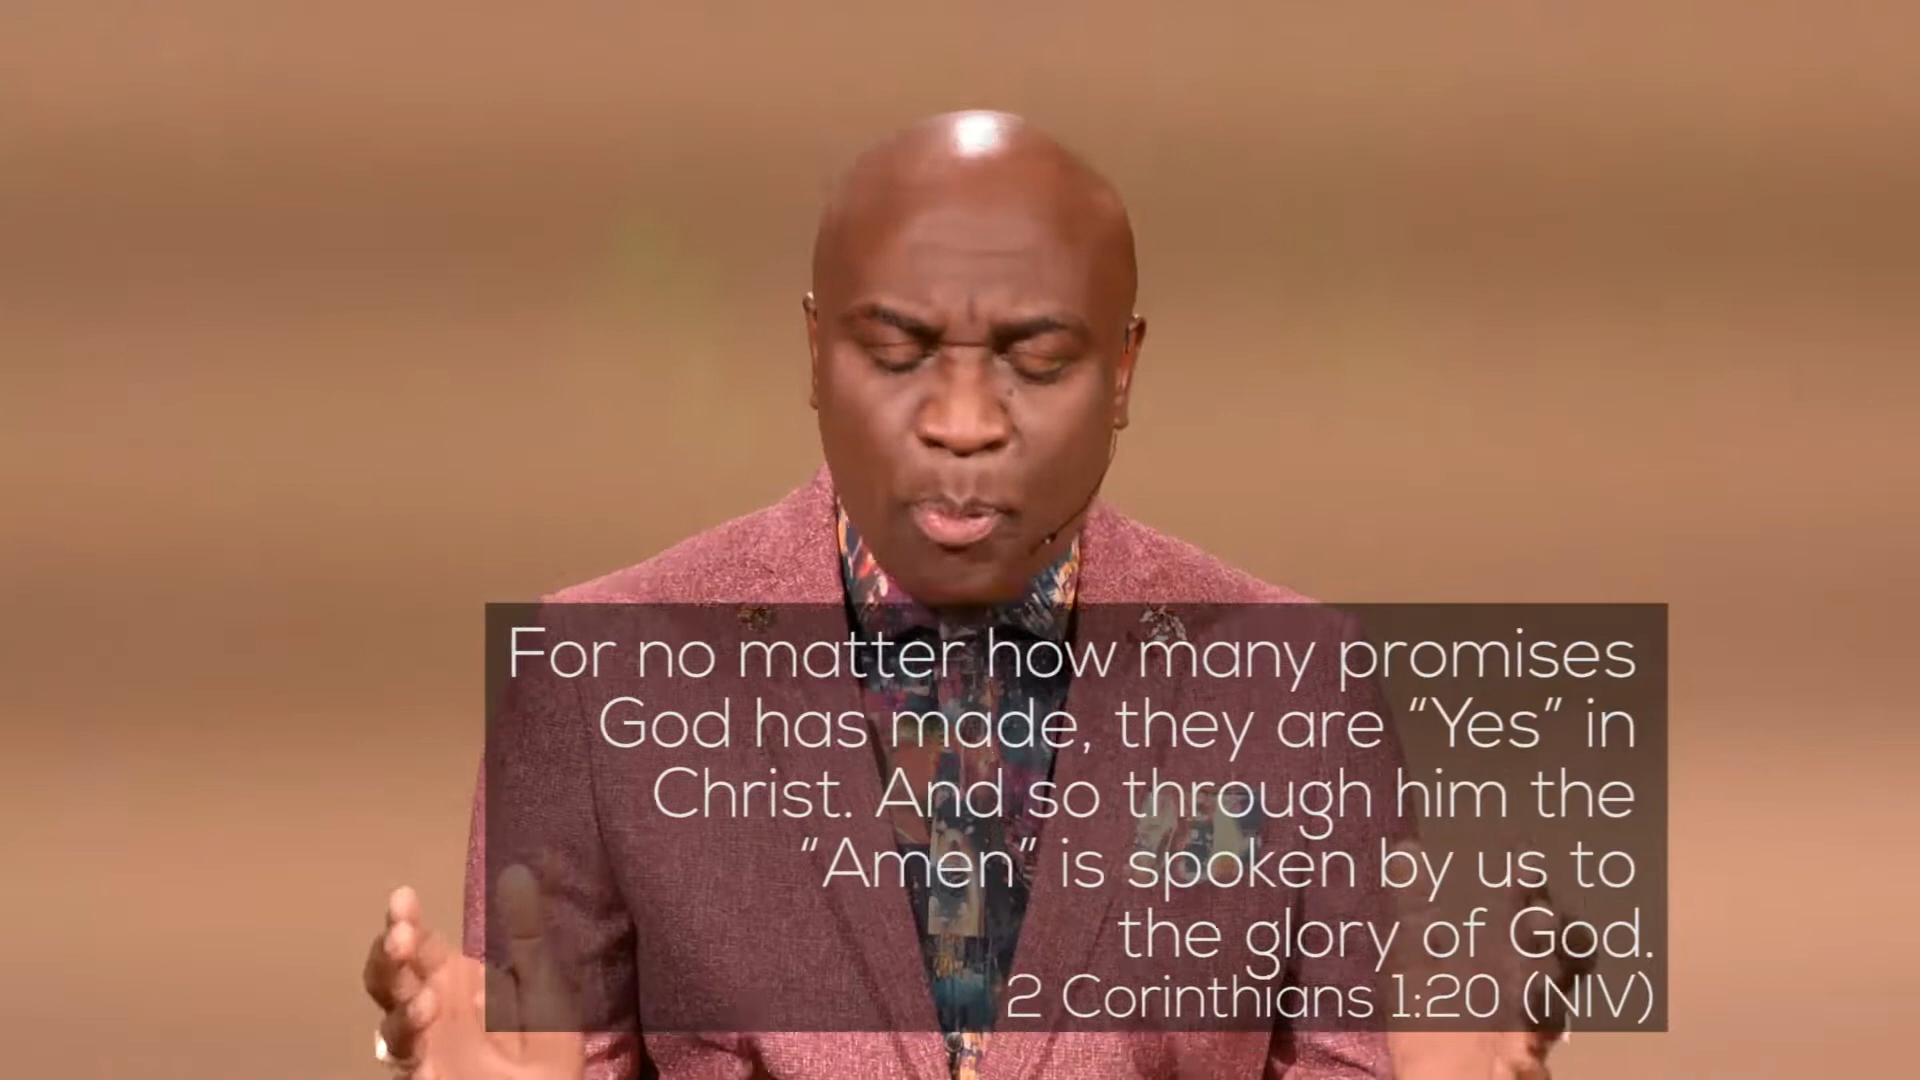 For no matter how many promises
God has made, they are “Yes” in
Christ. And so through him the
“Amen” is spoken by us to
the glory of God.
2 Corinthians 1:20 (NIV)